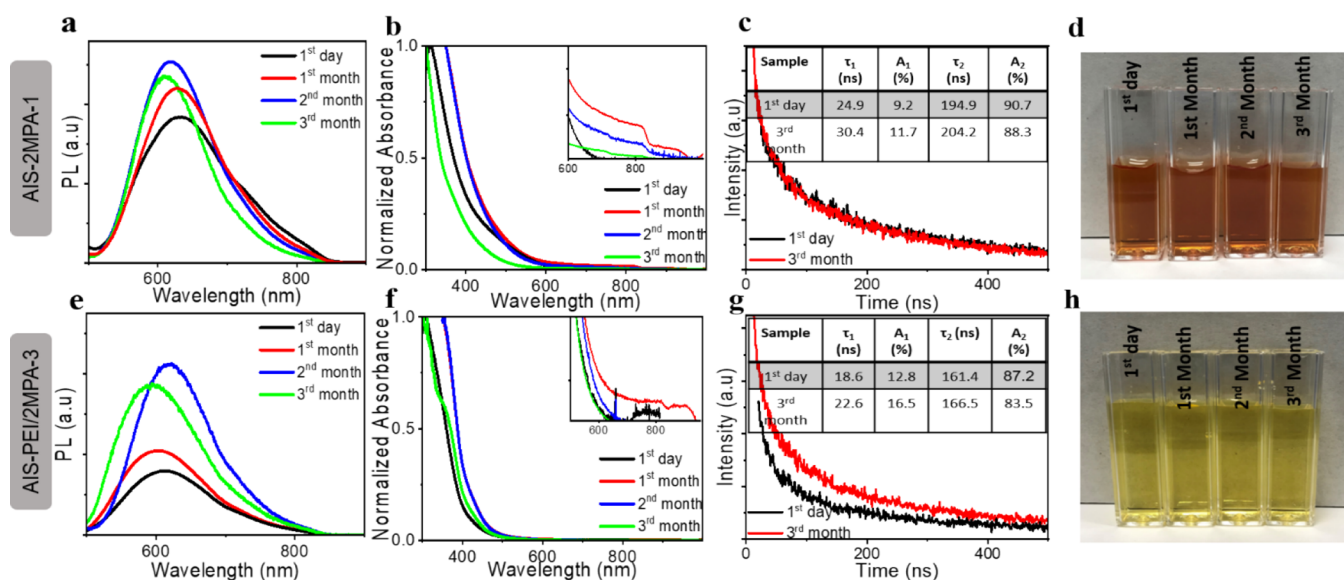 a
AIS-2MPA-1
PL (a.u)
1st day
1st month
2nd month
3rd month
600
800
Wavelength (nm)
b
Normalized Absorbance
1.0
0.5
0.0
600
800
1st day
1st month
2nd month
3rd month
400
600
800
Wavelength (nm)
c
Intensity (a,u)
Sample τ1 (ns) A1 (%) τ2 (ns) A2 (%)
1st day 24.9 9.2 194.9 90.7
3rd month 30.4 11.7 204.2 88.3
1st day
3rd month
0
200
400
Time (ns)
d
1st day
1st Month
2nd Month
3rd Month
e
AIS-PEI/2MPA-3
PL (a.u)
1st day
1st month
2nd month
3rd month
600
800
Wavelength (nm)
f
Normalized Absorbance
1.0
0.5
0.0
600
800
1st day
1st month
2nd month
3rd month
400
600
800
Wavelength (nm)
g
Intensity (a.u)
Sample τ1 (ns) A1 (%) τ2 (ns) A2 (%)
1st day 18.6 12.8 161.4 87.2
3rd month 22.6 16.5 166.5 83.5
1st day
3rd month
0
200
400
Time (ns)
h
1st day
1st Month
2nd Month
3rd Month